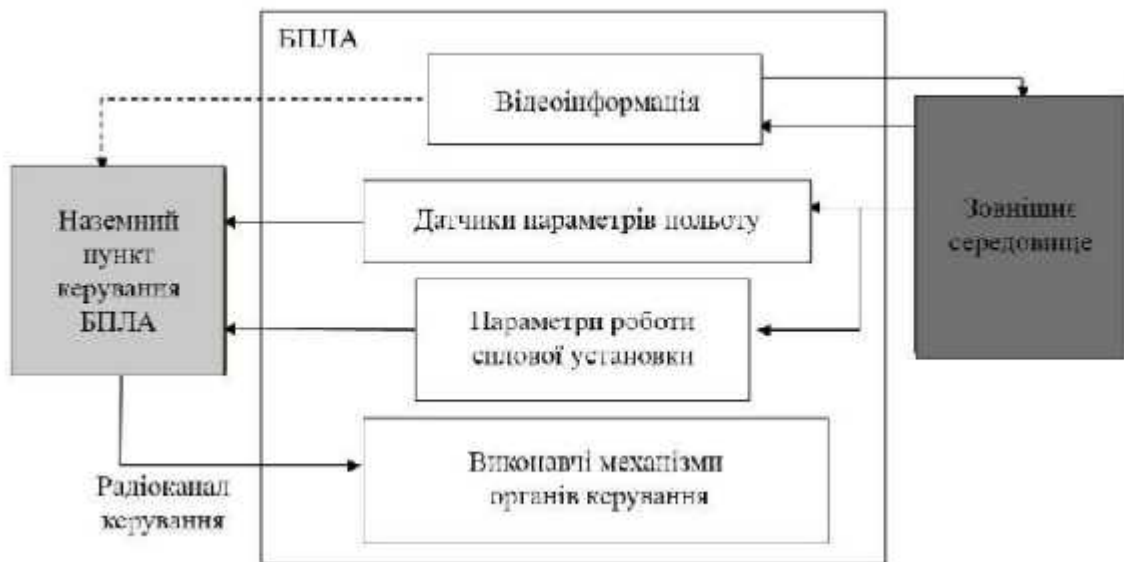 БПЛА
Відеоінформація
Наземний
пункт
керування
БПЛА
Датчики параметрів польоту
Зовнішнє
середовище
Параметри роботи
силової установки
Виконавчі механізми
органів керування
Радіоканал
керування